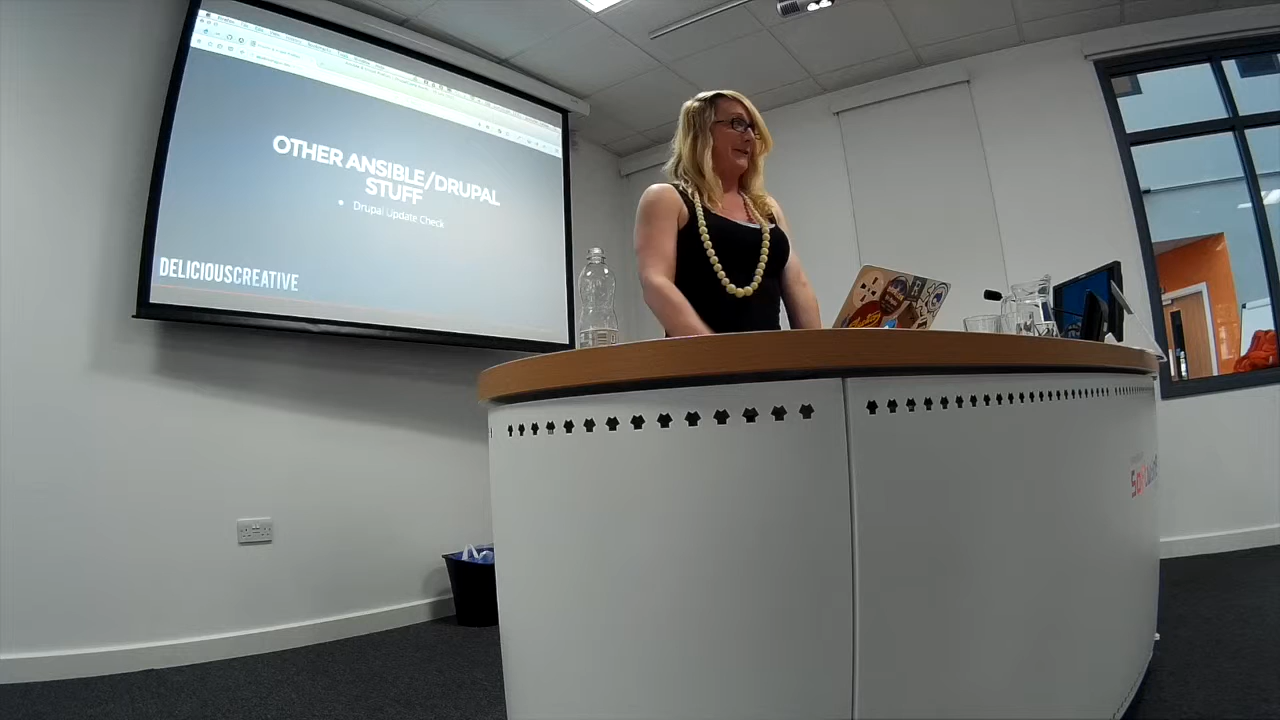 OTHER ANSIBLE/DRUPAL
STUFF
Drupal Update Check
DELICIOUSCREATIVE